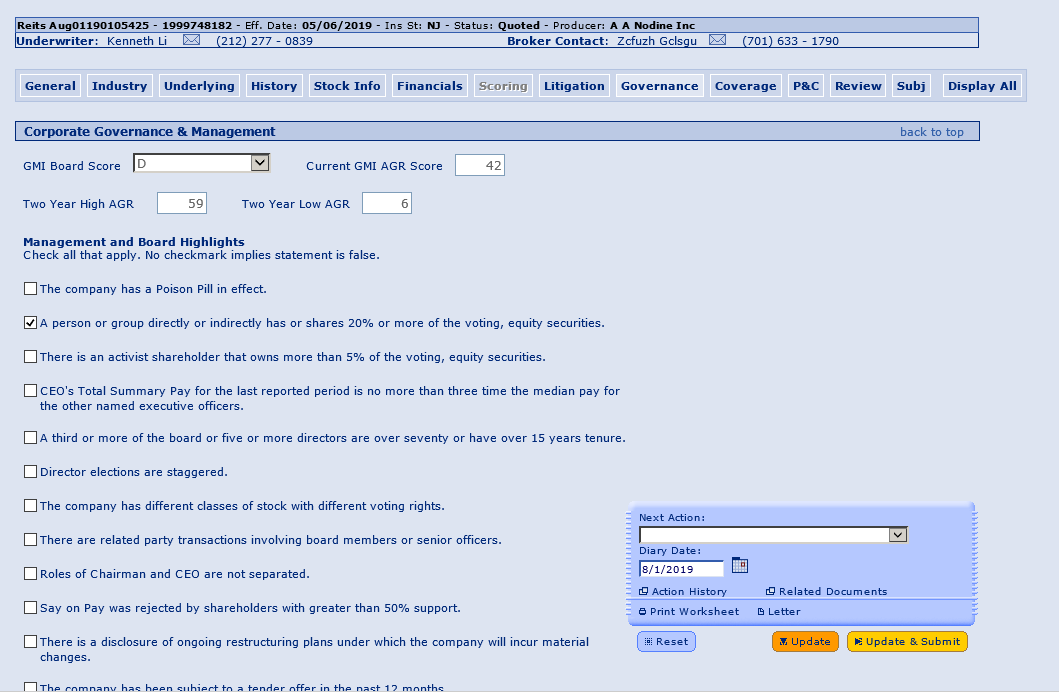 Reits Aug01190105425 - 1999748182 - Eff. Date: 05/06/2019 - Ins St: NJ - Status: Quoted - Producer: A A Nodine Inc
Underwriter: Kenneth Li (212) 277 - 0839 Broker Contact: Zcfuzh Gclsgu (701) 633 - 1790
General Industry Underlying History Stock Info Financials Scoring Litigation Governance Coverage P&C Review Subj Display All
Corporate Governance & Management back to top
GMI Board Score D Current GMI AGR Score 42
Two Year High AGR 59 Two Year Low AGR 6
Management and Board Highlights
Check all that apply. No checkmark implies statement is false.
The company has a Poison Pill in effect.
A person or group directly or indirectly has or shares 20% or more of the voting, equity securities.
There is an activist shareholder that owns more than 5% of the voting, equity securities.
CEO's Total Summary Pay for the last reported period is no more than three time the median pay for
the other named executive officers.
A third or more of the board or five or more directors are over seventy or have over 15 years tenure.
Director elections are staggered.
The company has different classes of stock with different voting rights.
There are related party transactions involving board members or senior officers.
Roles of Chairman and CEO are not separated.
Say on Pay was rejected by shareholders with greater than 50% support.
There is a disclosure of ongoing restructuring plans under which the company will incur material
changes.
The company has been subject to a tender offer in the past 12 months
Next Action:
Diary Date:
8/1/2019
Action History Related Documents
Print Worksheet Letter
Reset Update Update & Submit